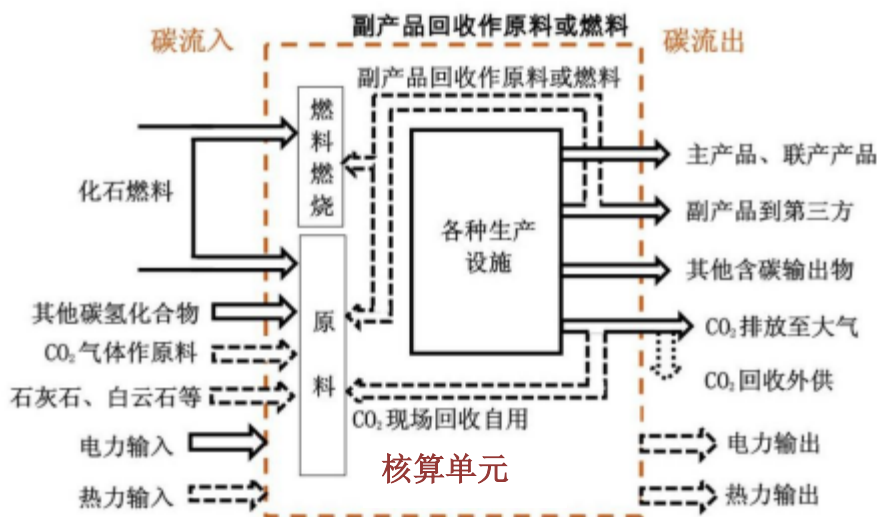 副产品回收作原料或燃料
碳流入
碳流出
副产品回收作原料或燃料
燃料燃烧
化石燃料
各种生产
设施
主产品、联产产品
副产品到第三方
其他含碳输出物
其他碳氢化合物
原料
CO₂排放至大气
CO₂气体作原料
CO₂回收外供
石灰石、白云石等
CO₂现场回收自用
电力输入
核算单元
电力输出
热力输入
热力输出